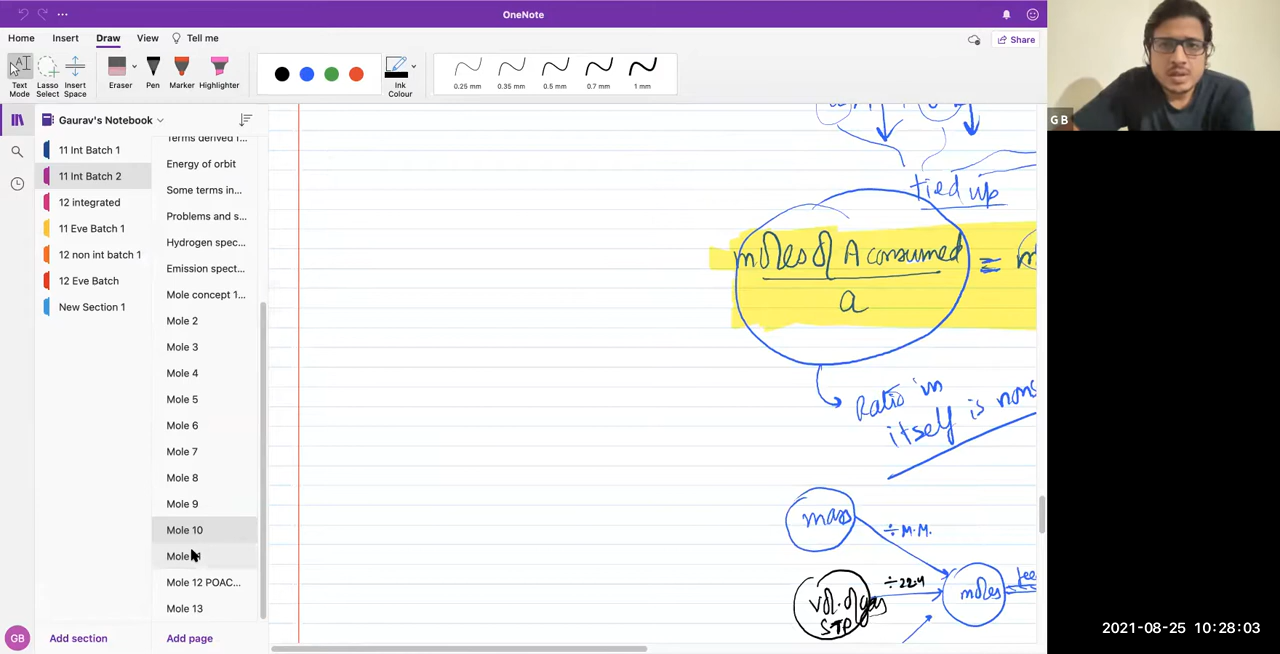 OneNote
Home Insert Draw View Tell me
Share
Text Mode
Lasso Select
Insert Space
Eraser
Pen
Marker
Highlighter
Ink Colour
0.25 mm
0.35 mm
0.5 mm
0.7 mm
1 mm
G B
Gaurav's Notebook
11 Int Batch 1
11 Int Batch 2
12 integrated
11 Eve Batch 1
12 non int batch 1
12 Eve Batch
New Section 1
Terms derived f...
Energy of orbit
Some terms in...
Problems and s...
Hydrogen spec...
Emission spect...
Mole concept 1...
Mole 2
Mole 3
Mole 4
Mole 5
Mole 6
Mole 7
Mole 8
Mole 9
Mole 10
Mole
Mole 12 POAC...
Mole 13
GB
Add section
Add page
tied up
moles of A consumed
a
=
Ratio in
itself is
mass
÷ M.M.
÷22.4
vol. of gas
STP
moles
2021-08-25 10:28:03